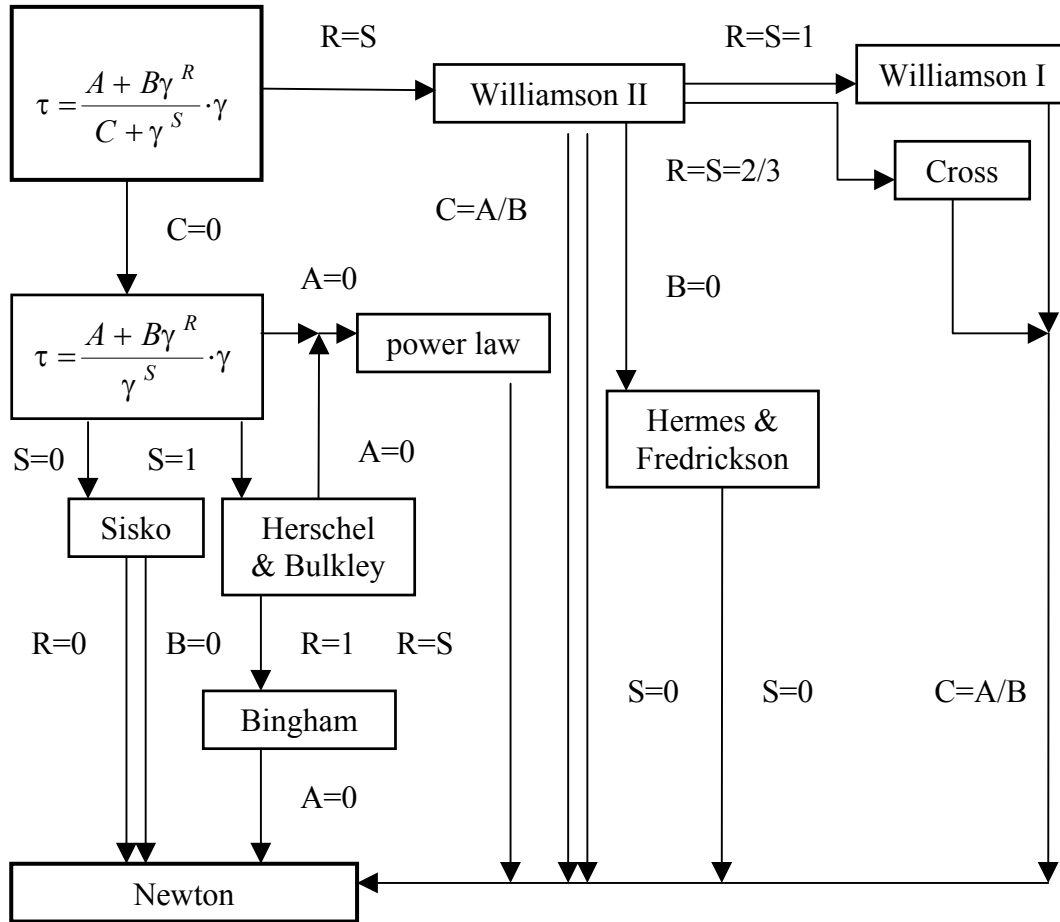 R=S
R=S=1
τ = (A + Bγ^R)/(C + γ^S) · γ
Williamson II
Williamson I
R=S=2/3
Cross
C=A/B
C=0
A=0
B=0
τ = (A + Bγ^R)/(γ^S) · γ
power law
Hermes &
Fredrickson
S=0
S=1
A=0
Sisko
Herschel
& Bulkley
R=0
B=0
R=1
R=S
S=0
S=0
C=A/B
Bingham
A=0
Newton